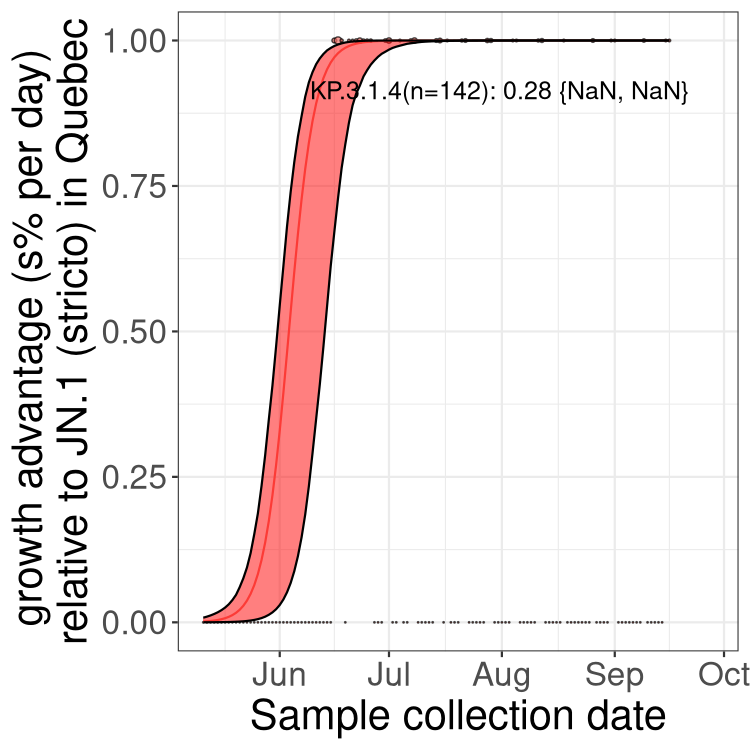 growth advantage (s% per day)
relative to JN.1 (stricto) in Quebec
1.00
0.75
0.50
0.25
0.00
KP.3.1.4(n=142): 0.28 {NaN, NaN}
Jun Jul Aug Sep Oct
Sample collection date